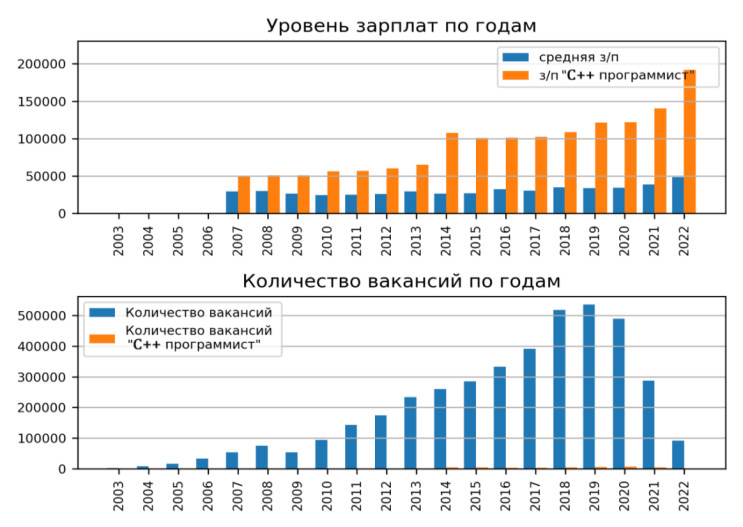 Уровень зарплат по годам
средняя з/п
з/п "C++ программист"
200000
150000
100000
50000
0
2003 2004 2005 2006 2007 2008 2009 2010 2011 2012 2013 2014 2015 2016 2017 2018 2019 2020 2021 2022
Количество вакансий по годам
Количество вакансий
Количество вакансий
"C++ программист"
500000
400000
300000
200000
100000
0
2003 2004 2005 2006 2007 2008 2009 2010 2011 2012 2013 2014 2015 2016 2017 2018 2019 2020 2021 2022